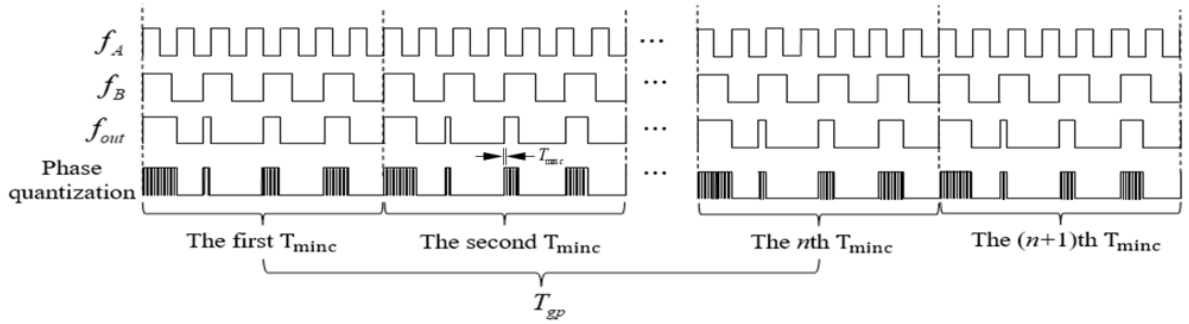 f_A
...
f_B
...
f_out
...
T_maxc
Phase quantization
...
The first T_minc
The second T_minc
The nth T_minc
The (n+1)th T_minc
T_gp